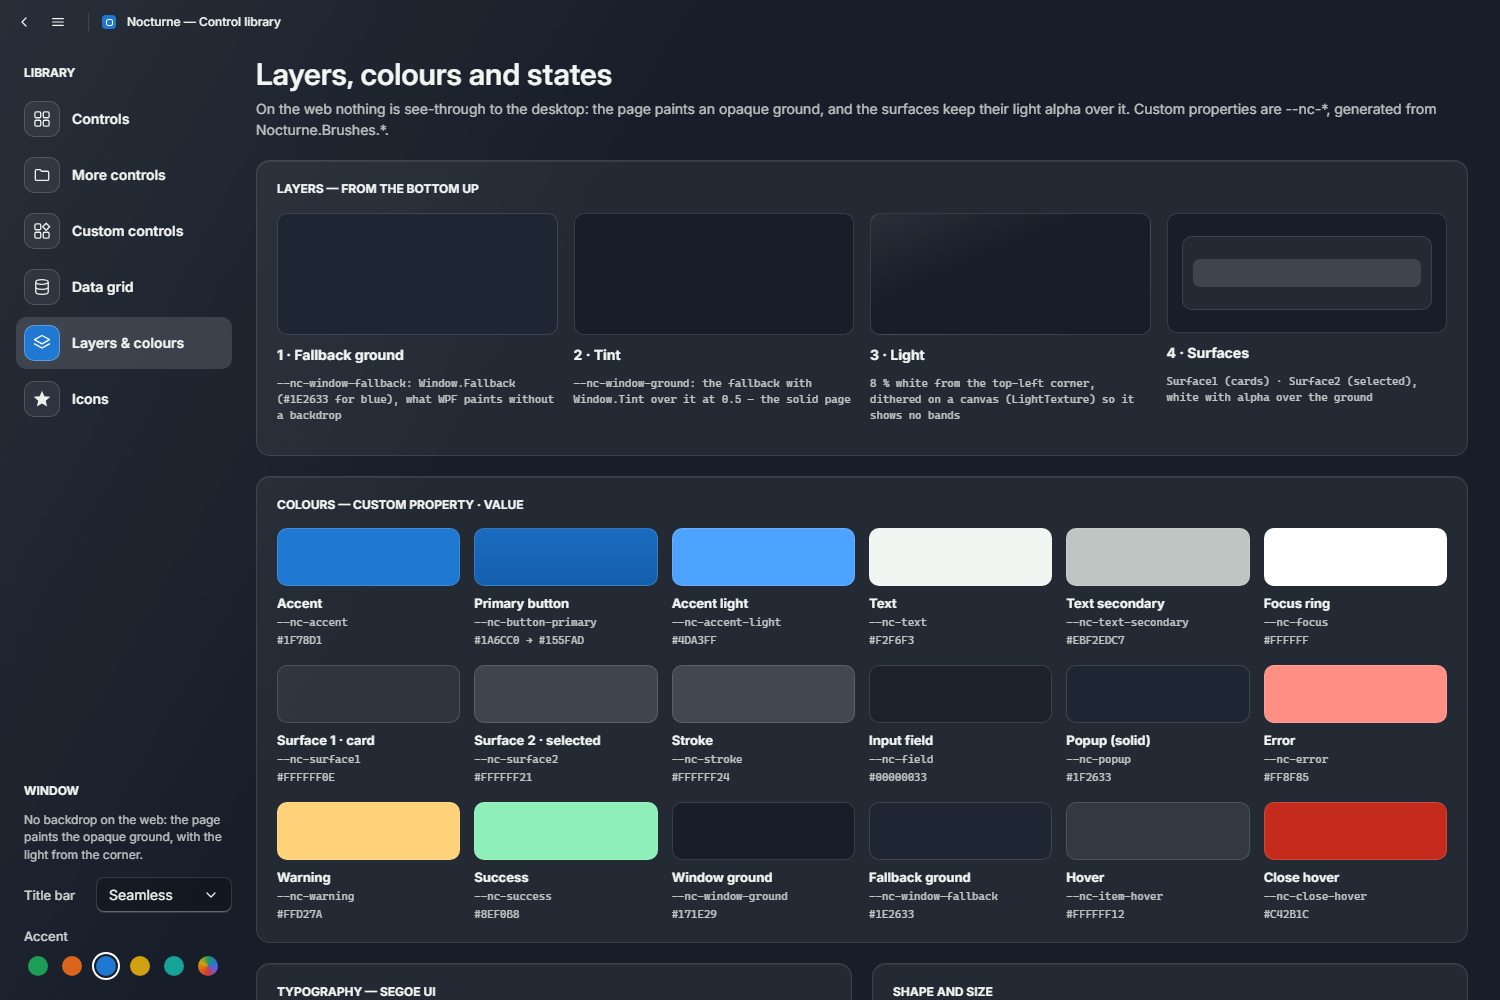 Nocturne — Control library
LIBRARY
Controls
More controls
Custom controls
Data grid
Layers & colours
Icons
WINDOW
No backdrop on the web: the page
paints the opaque ground, with the
light from the corner.
Title bar
Seamless
Accent
Layers, colours and states
On the web nothing is see-through to the desktop: the page paints an opaque ground, and the surfaces keep their light alpha over it. Custom properties are --nc-*, generated from
Nocturne.Brushes.*.
LAYERS — FROM THE BOTTOM UP
1 · Fallback ground
--nc-window-fallback: Window.Fallback
(#1E2633 for blue), what WPF paints without
a backdrop
2 · Tint
--nc-window-ground: the fallback with
Window.Tint over it at 0.5 — the solid page
3 · Light
8 % white from the top-left corner,
dithered on a canvas (LightTexture) so it
shows no bands
4 · Surfaces
Surface1 (cards) · Surface2 (selected),
white with alpha over the ground
COLOURS — CUSTOM PROPERTY · VALUE
Accent
--nc-accent
#1F78D1
Primary button
--nc-button-primary
#1A6CC0 → #155FAD
Accent light
--nc-accent-light
#4DA3FF
Text
--nc-text
#F2F6F3
Text secondary
--nc-text-secondary
#EBF2EDC7
Focus ring
--nc-focus
#FFFFFF
Surface 1 · card
--nc-surface1
#FFFFFF0E
Surface 2 · selected
--nc-surface2
#FFFFFF21
Stroke
--nc-stroke
#FFFFFF24
Input field
--nc-field
#00000033
Popup (solid)
--nc-popup
#1F2633
Error
--nc-error
#FF8F85
Warning
--nc-warning
#FFD27A
Success
--nc-success
#8EF0B8
Window ground
--nc-window-ground
#171E29
Fallback ground
--nc-window-fallback
#1E2633
Hover
--nc-item-hover
#FFFFFF12
Close hover
--nc-close-hover
#C42B1C
TYPOGRAPHY — SEGOE UI
SHAPE AND SIZE